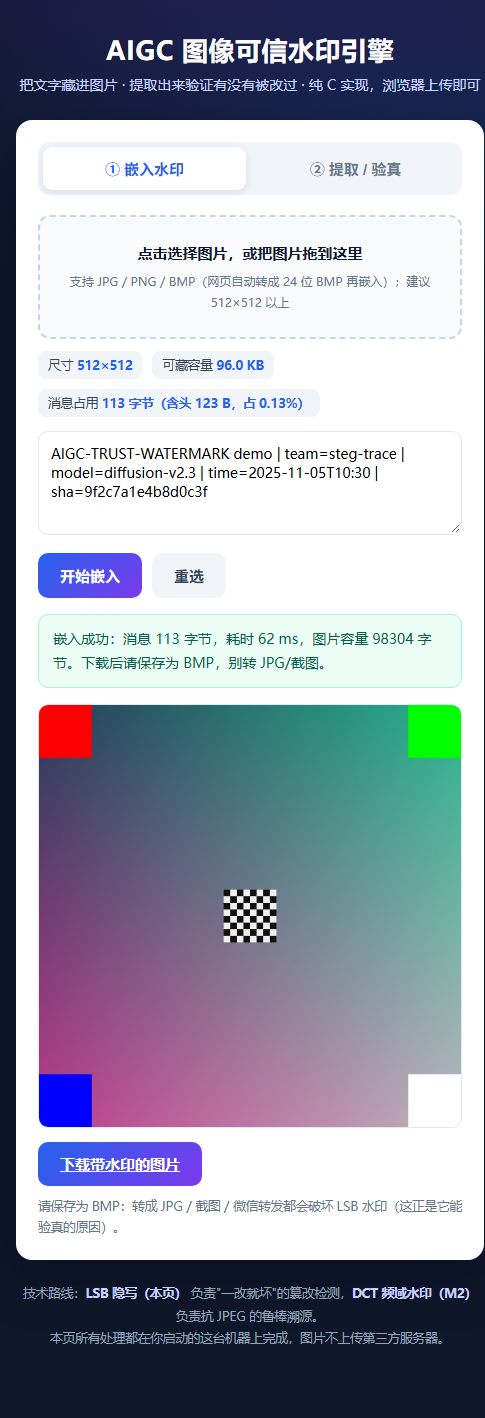 AIGC 图像可信水印引擎
把文字藏进图片 · 提取出来验证有没有被改过 · 纯 C 实现，浏览器上传即可
① 嵌入水印
② 提取 / 验真
点击选择图片，或把图片拖到这里
支持 JPG / PNG / BMP（网页自动转成 24 位 BMP 再嵌入）；建议
512×512 以上
尺寸 512×512
可藏容量 96.0 KB
消息占用 113 字节（含头 123 B，占 0.13%）
AIGC-TRUST-WATERMARK demo | team=steg-trace |
model=diffusion-v2.3 | time=2025-11-05T10:30 |
sha=9f2c7a1e4b8d0c3f
开始嵌入
重选
嵌入成功：消息 113 字节，耗时 62 ms，图片容量 98304 字
节。下载后请保存为 BMP，别转 JPG/截图。
下载带水印的图片
请保存为 BMP：转成 JPG / 截图 / 微信转发都会破坏 LSB 水印（这正是它能
验真的原因）。
技术路线：LSB 隐写（本页） 负责"一改就坏"的篡改检测，DCT 频域水印（M2）
负责抗 JPEG 的鲁棒溯源。
本页所有处理都在你启动的这台机器上完成，图片不上传第三方服务器。